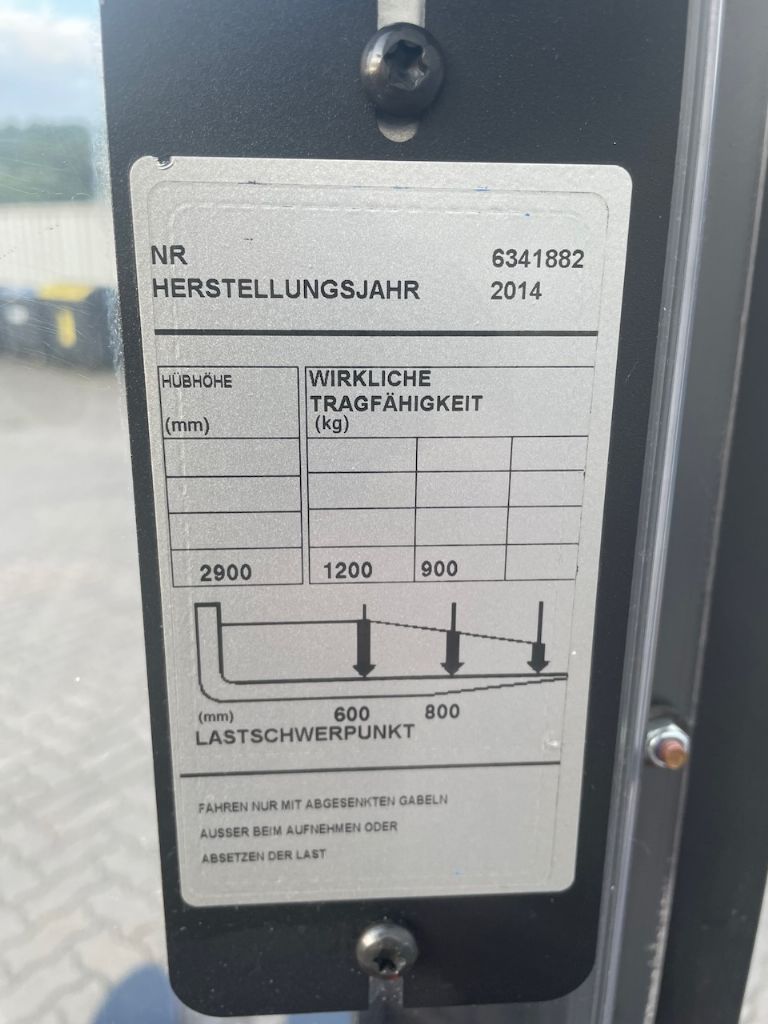 NR 6341882
HERSTELLUNGSJAHR 2014
HÜBHÖHE WIRKLICHE
TRAGFÄHIGKEIT
(mm) (kg)
2900 1200 900
(mm) 600 800
LASTSCHWERPUNKT
FAHREN NUR MIT ABGESENKTEN GABELN
AUSSER BEIM AUFNEHMEN ODER
ABSETZEN DER LAST